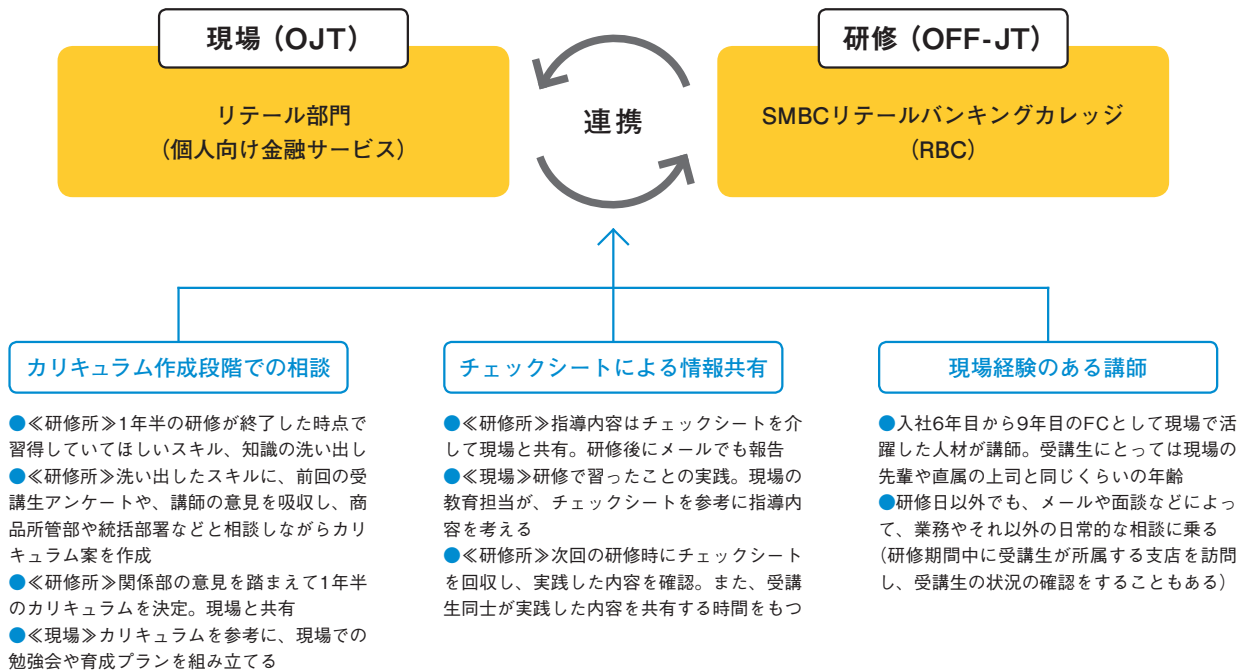 現場（OJT）
リテール部門
（個人向け金融サービス）
連携
研修（OFF-JT）
SMBCリテールバンキングカレッジ
（RBC）
カリキュラム作成段階での相談
●≪研修所≫1年半の研修が終了した時点で
習得していてほしいスキル、知識の洗い出し
●≪研修所≫洗い出したスキルに、前回の受
講生アンケートや、講師の意見を吸収し、商
品所管部や統括部署などと相談しながらカリ
キュラム案を作成
●≪研修所≫関係部の意見を踏まえて1年半
のカリキュラムを決定。現場と共有
●≪現場≫カリキュラムを参考に、現場での
勉強会や育成プランを組み立てる
チェックシートによる情報共有
●≪研修所≫指導内容はチェックシートを介
して現場と共有。研修後にメールでも報告
●≪現場≫研修で習ったことの実践。現場の
教育担当が、チェックシートを参考に指導内
容を考える
●≪研修所≫次回の研修時にチェックシート
を回収し、実践した内容を確認。また、受講
生同士が実践した内容を共有する時間をもつ
現場経験のある講師
●入社6年目から9年目のFCとして現場で活
躍した人材が講師。受講生にとっては現場の
先輩や直属の上司と同じくらいの年齢
●研修日以外でも、メールや面談などによっ
て、業務やそれ以外の日常的な相談に乗る
（研修期間中に受講生が所属する支店を訪問
し、受講生の状況の確認をすることもある）